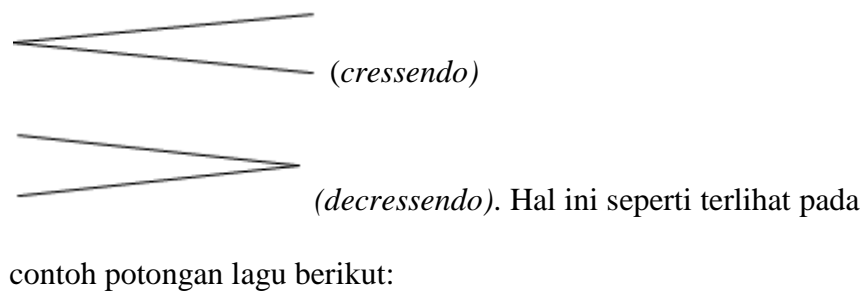 (cressendo)
(decressendo). Hal ini seperti terlihat pada
contoh potongan lagu berikut: